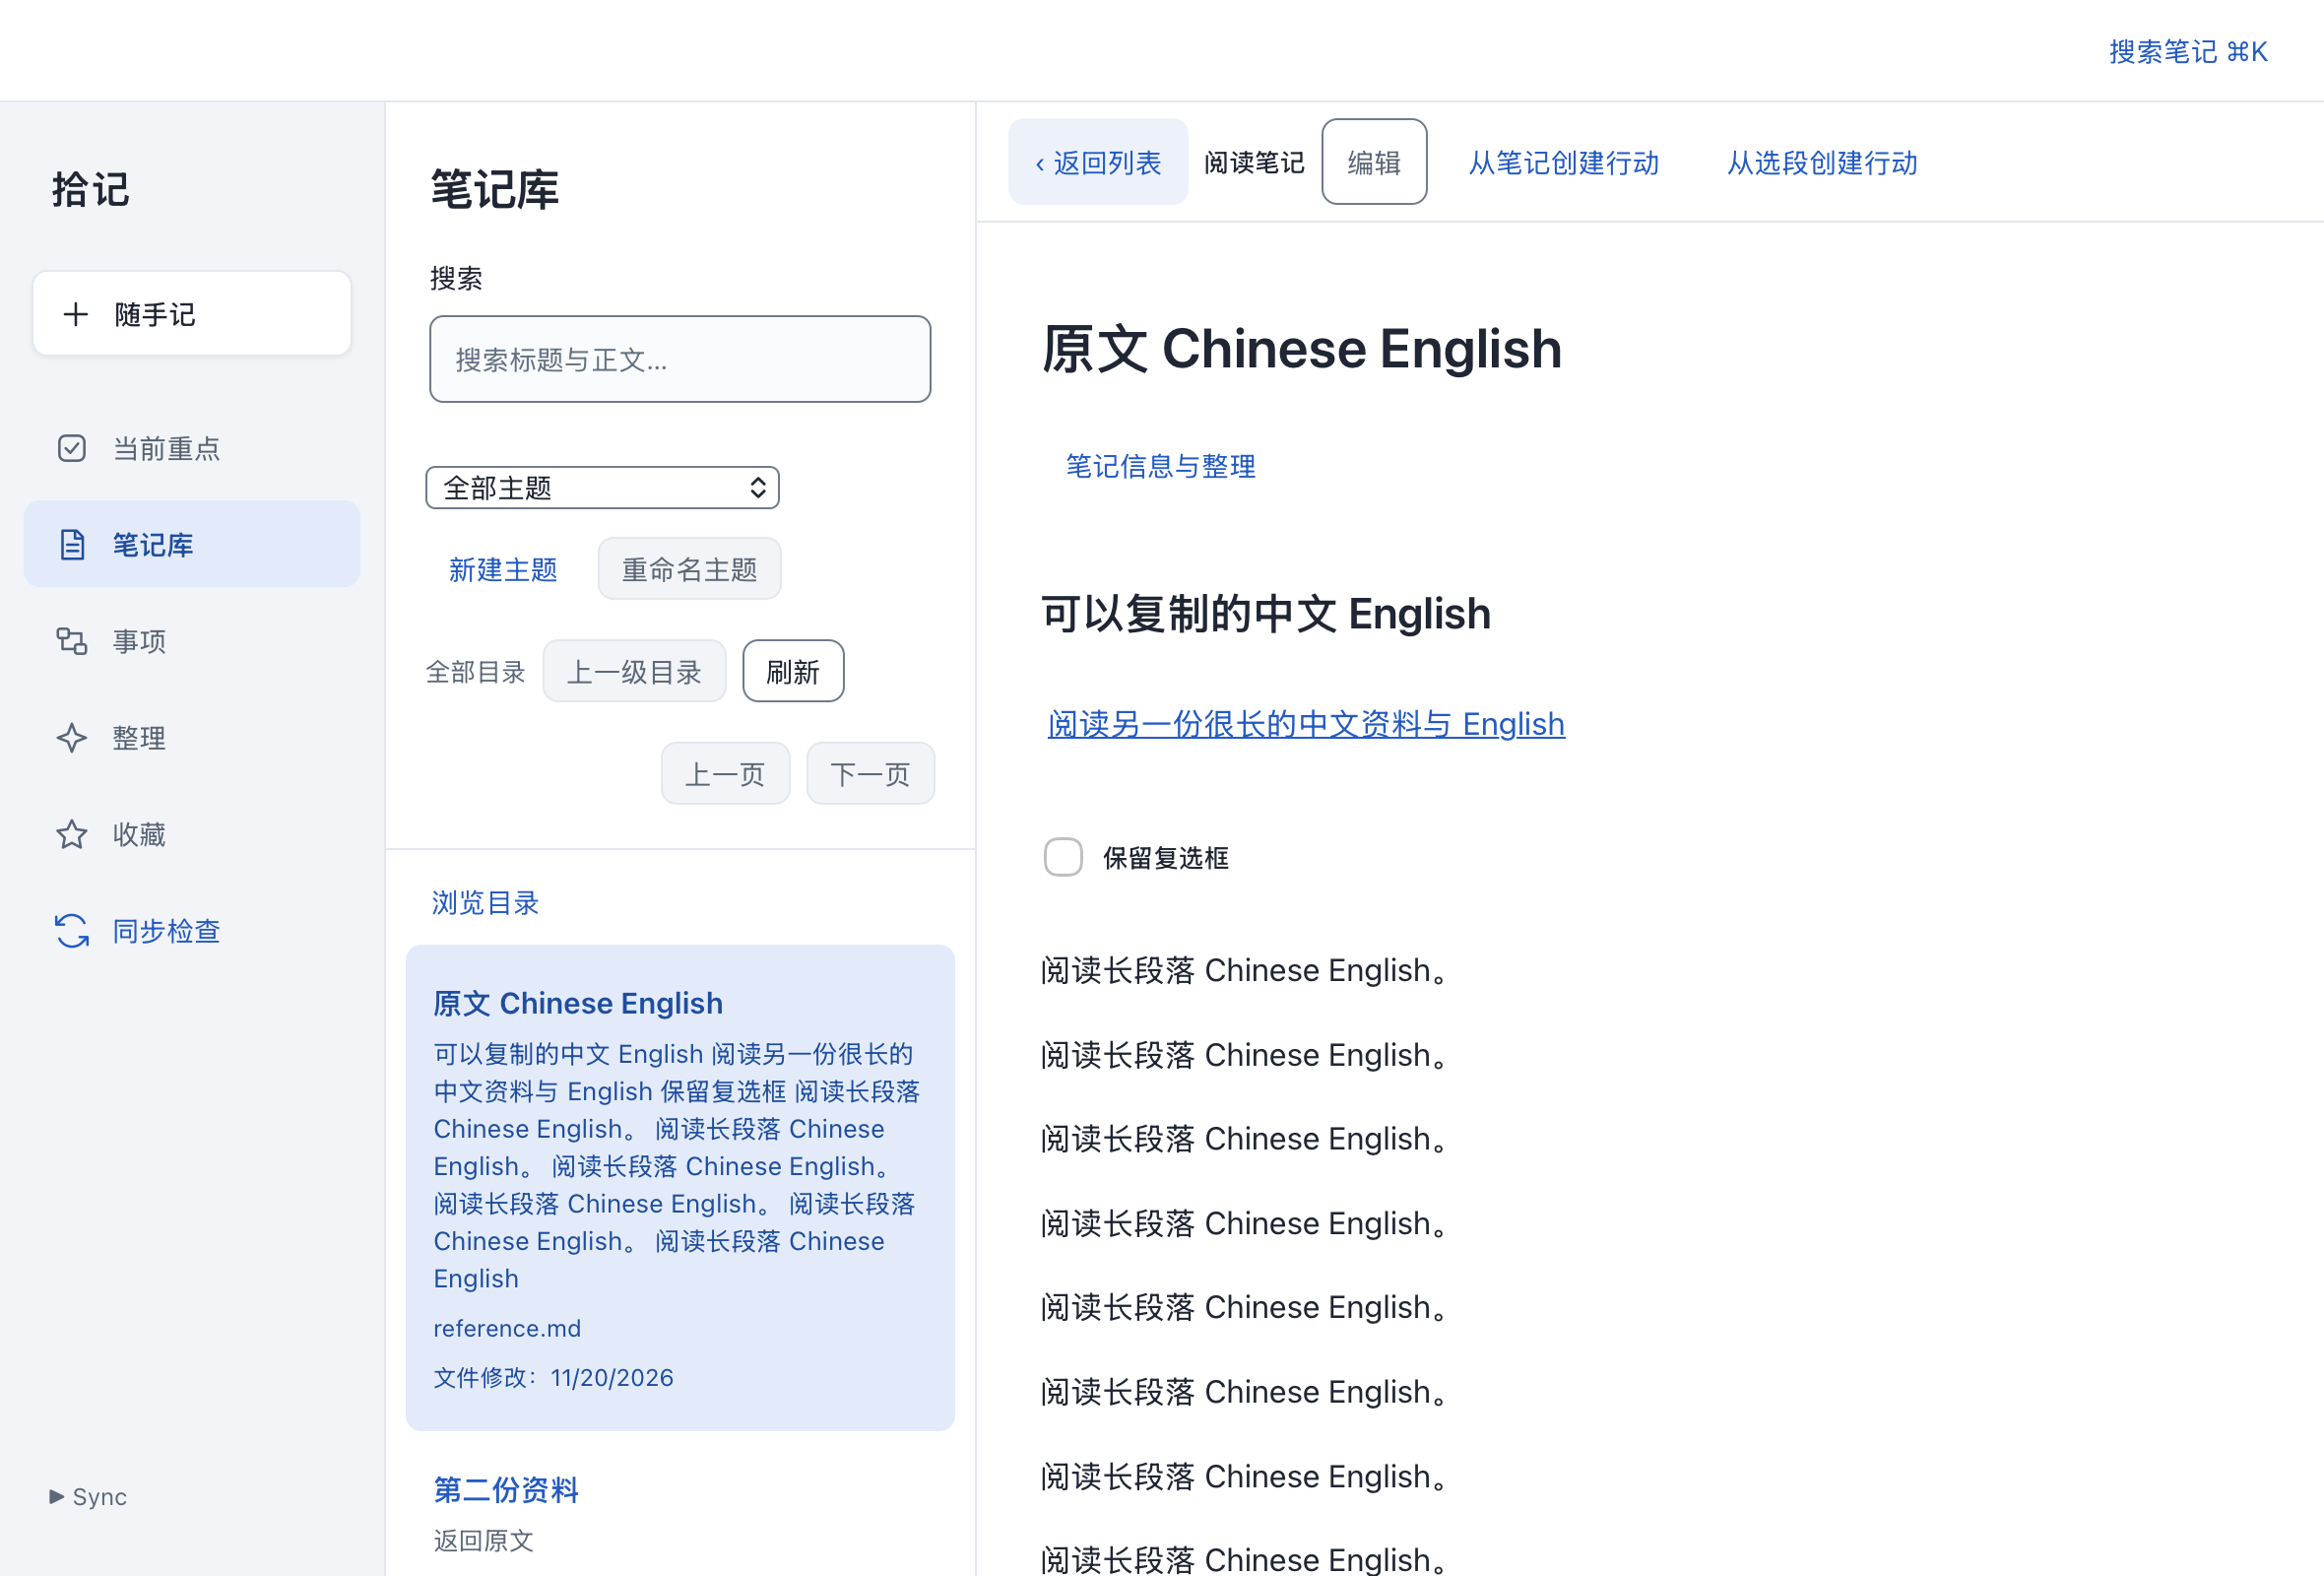 搜索笔记 ⌘K
拾记
随手记
当前重点
笔记库
事项
整理
收藏
同步检查
Sync
笔记库
搜索
搜索标题与正文...
全部主题
新建主题
重命名主题
全部目录
上一级目录
刷新
上一页
下一页
浏览目录
原文 Chinese English
可以复制的中文 English 阅读另一份很长的
中文资料与 English 保留复选框 阅读长段落
Chinese English。 阅读长段落 Chinese
English。 阅读长段落 Chinese English。
阅读长段落 Chinese English。 阅读长段落
Chinese English。 阅读长段落 Chinese
English
reference.md
文件修改：11/20/2026
第二份资料
返回原文
‹ 返回列表
阅读笔记
编辑
从笔记创建行动
从选段创建行动
原文 Chinese English
笔记信息与整理
可以复制的中文 English
阅读另一份很长的中文资料与 English
保留复选框
阅读长段落 Chinese English。
阅读长段落 Chinese English。
阅读长段落 Chinese English。
阅读长段落 Chinese English。
阅读长段落 Chinese English。
阅读长段落 Chinese English。
阅读长段落 Chinese English。
阅读长段落 Chinese English。